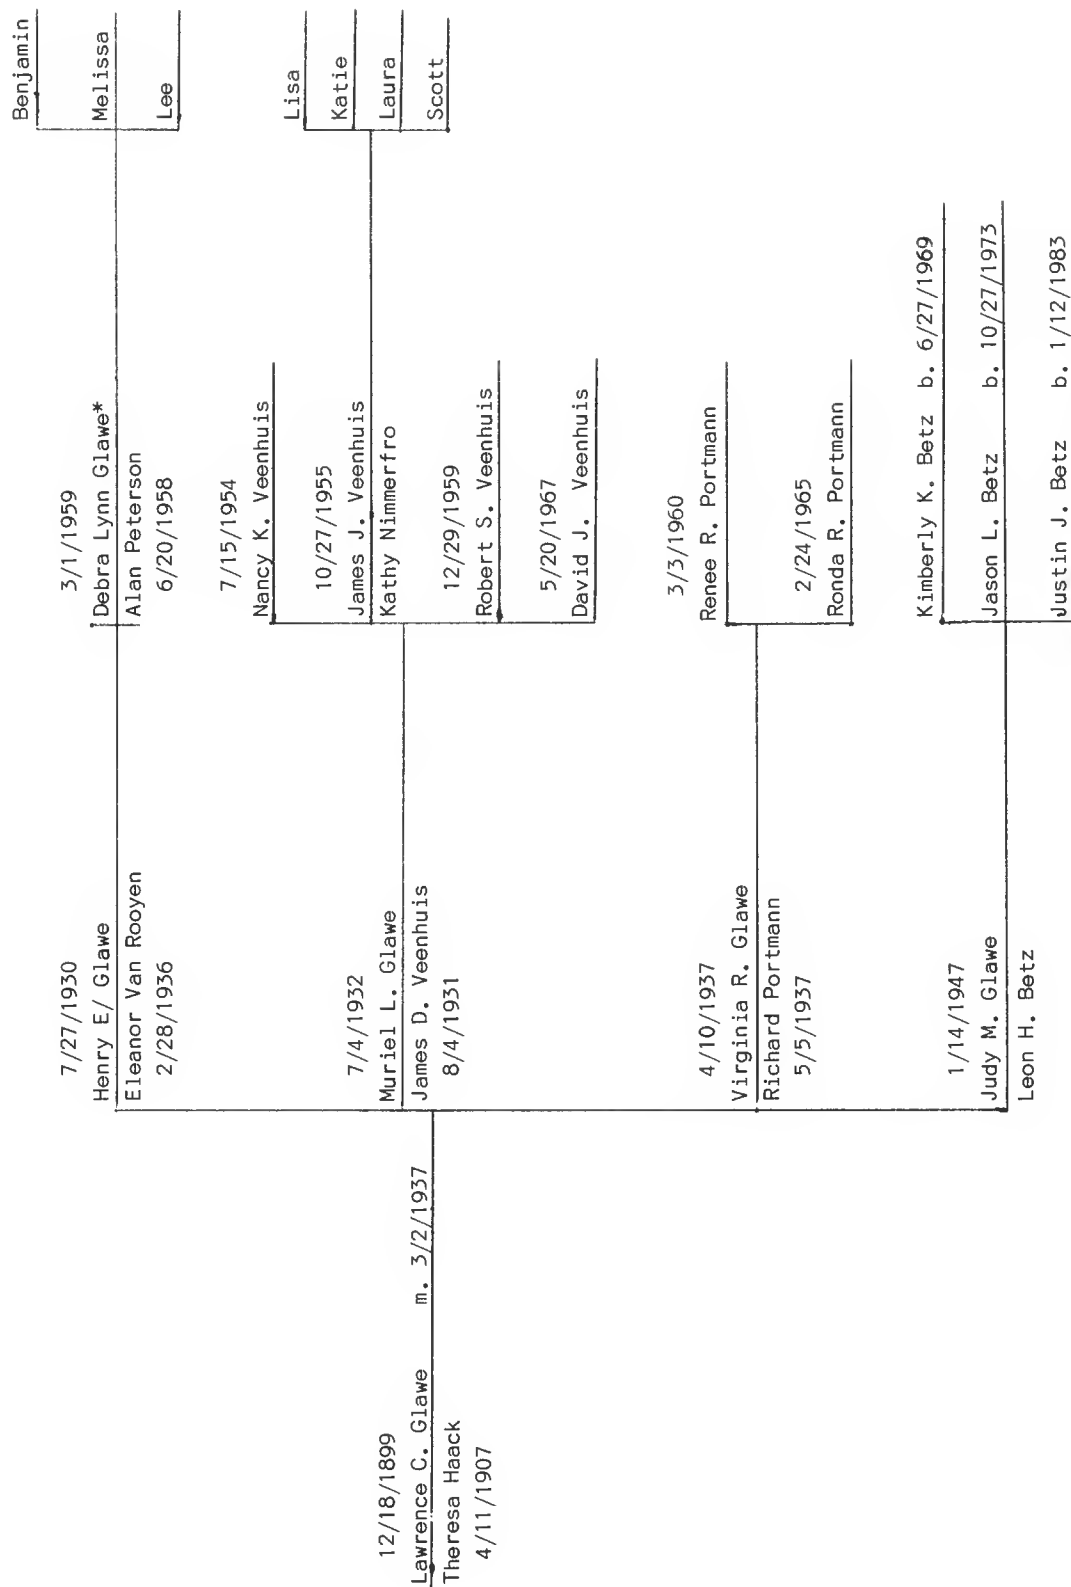 12/18/1899
Lawrence C. Glawe m. 3/2/1937
Theresa Haack
4/11/1907
7/27/1930
Henry E/ Glawe
Eleanor Van Rooyen
2/28/1936
3/1/1959
Debra Lynn Glawe*
Alan Peterson
6/20/1958
Benjamin
Melissa
Lee
7/4/1932
Muriel L. Glawe
James D. Veenhuis
8/4/1931
7/15/1954
Nancy K. Veenhuis
10/27/1955
James J. Veenhuis
Kathy Nimmerfro
Lisa
Katie
Laura
Scott
12/29/1959
Robert S. Veenhuis
5/20/1967
David J. Veenhuis
4/10/1937
Virginia R. Glawe
Richard Portmann
5/5/1937
3/3/1960
Renee R. Portmann
2/24/1965
Ronda R. Portmann
1/14/1947
Judy M. Glawe
Leon H. Betz
Kimberly K. Betz b. 6/27/1969
Jason L. Betz b. 10/27/1973
Justin J. Betz b. 1/12/1983